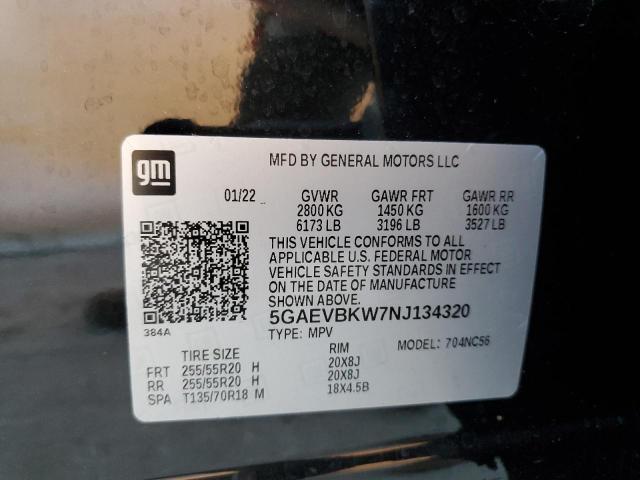 gm
MFD BY GENERAL MOTORS LLC
01/22 GVWR GAWR FRT GAWR RR
2800 KG 1450 KG 1600 KG
6173 LB 3196 LB 3527 LB
THIS VEHICLE CONFORMS TO ALL
APPLICABLE U.S. FEDERAL MOTOR
VEHICLE SAFETY STANDARDS IN EFFECT
ON THE DATE OF MANUFACTURE
SHOWN ABOVE.
384A
5GAEVBKW7NJ134320
TYPE: MPV MODEL: 704NC56
TIRE SIZE RIM
FRT 255/55R20 H 20X8J
RR 255/55R20 H 20X8J
SPA T135/70R18 M 18X4.5B